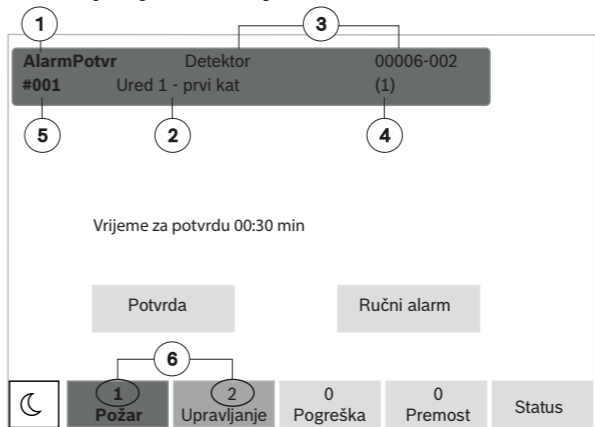 1 3
AlarmPotvr Detektor 00006-002
#001 Ured 1 - prvi kat (1)
5 2 4
Vrijeme za potvrdu 00:30 min
Potvrda Ručni alarm
6
1 2 0 0
Požar Upravljanje Pogreška Premost Status